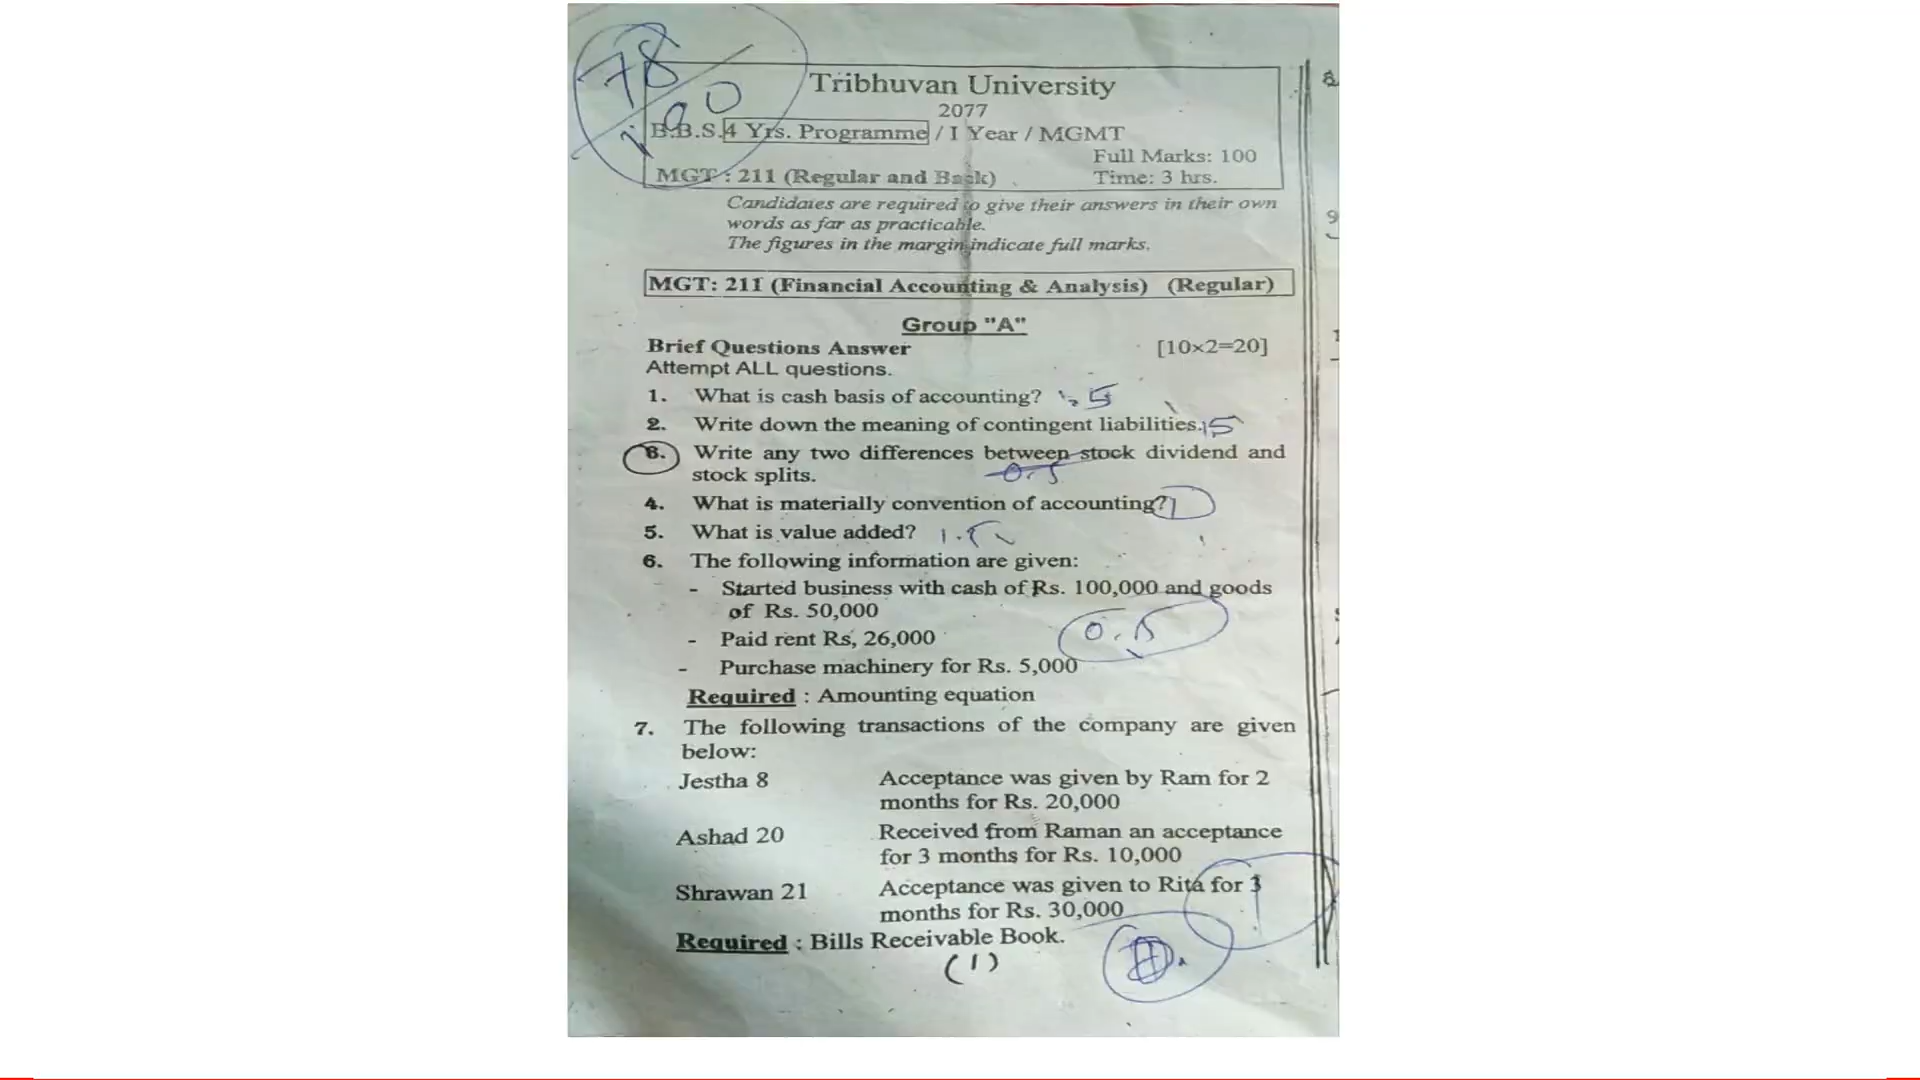 78
100
Tribhuvan University
2077
B.B.S. 4 Yrs. Programme / I Year / MGMT
Full Marks: 100
MGT : 211 (Regular and Back)
Time: 3 hrs.
Candidates are required to give their answers in their own
words as far as practicable.
The figures in the margin indicate full marks.
MGT: 211 (Financial Accounting & Analysis) (Regular)
Group "A"
Brief Questions Answer [10×2=20]
Attempt ALL questions.
1. What is cash basis of accounting? 1.5
2. Write down the meaning of contingent liabilities. 1.5
3. Write any two differences between stock dividend and
stock splits. 0.5
4. What is materially convention of accounting? 1
5. What is value added? 1.5
6. The following information are given:
- Started business with cash of Rs. 100,000 and goods
of Rs. 50,000
0.5
- Paid rent Rs, 26,000
- Purchase machinery for Rs. 5,000
Required : Amounting equation
7. The following transactions of the company are given
below:
Jestha 8 Acceptance was given by Ram for 2
months for Rs. 20,000
Ashad 20 Received from Raman an acceptance
for 3 months for Rs. 10,000
Shrawan 21 Acceptance was given to Rita for 3
months for Rs. 30,000
1
Required : Bills Receivable Book.
(1)